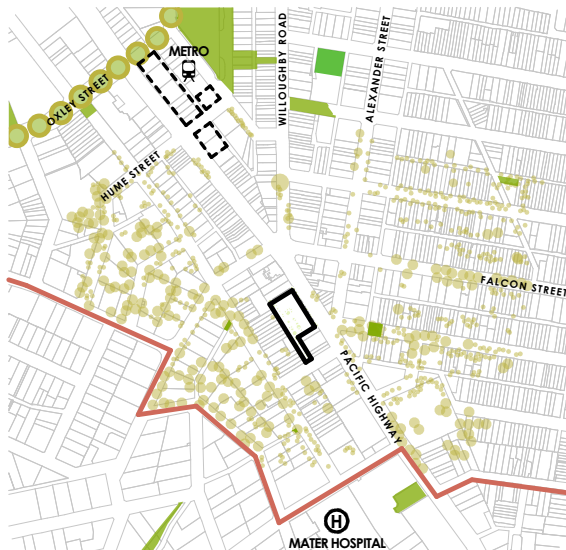 METRO
OXLEY STREET
WILLOUGHBY ROAD
ALEXANDER STREET
HUME STREET
FALCON STREET
PACIFIC HIGHWAY
H
MATER HOSPITAL